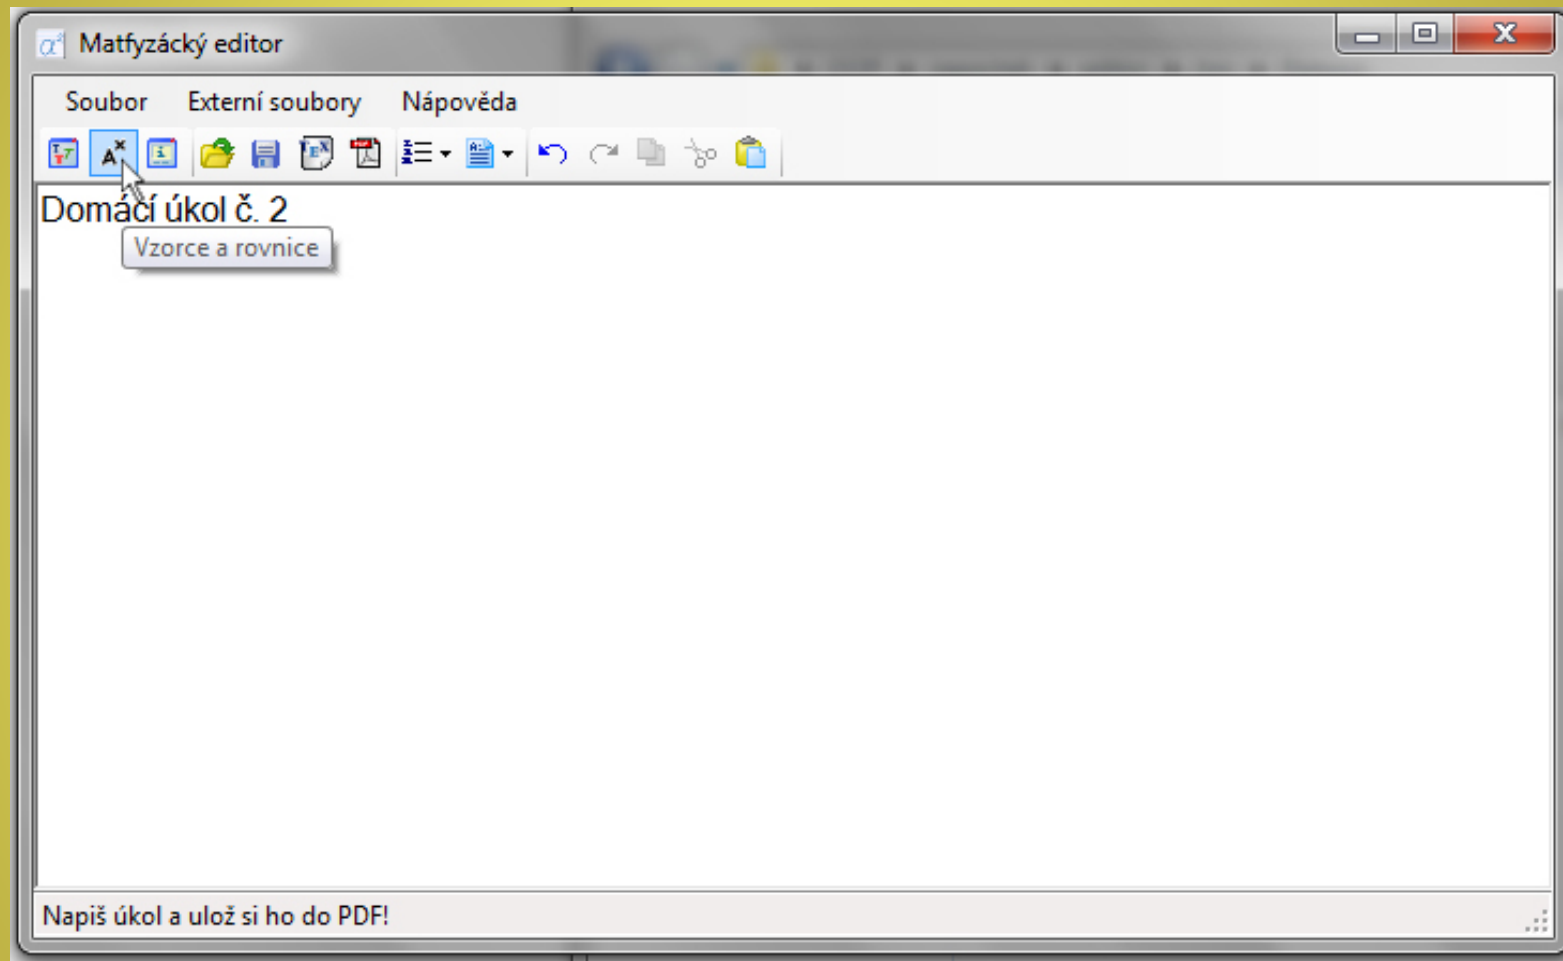 Matfyzácký editor
Soubor Externí soubory Nápověda
Domácí úkol č. 2
Vzorce a rovnice
Napiš úkol a ulož si ho do PDF!